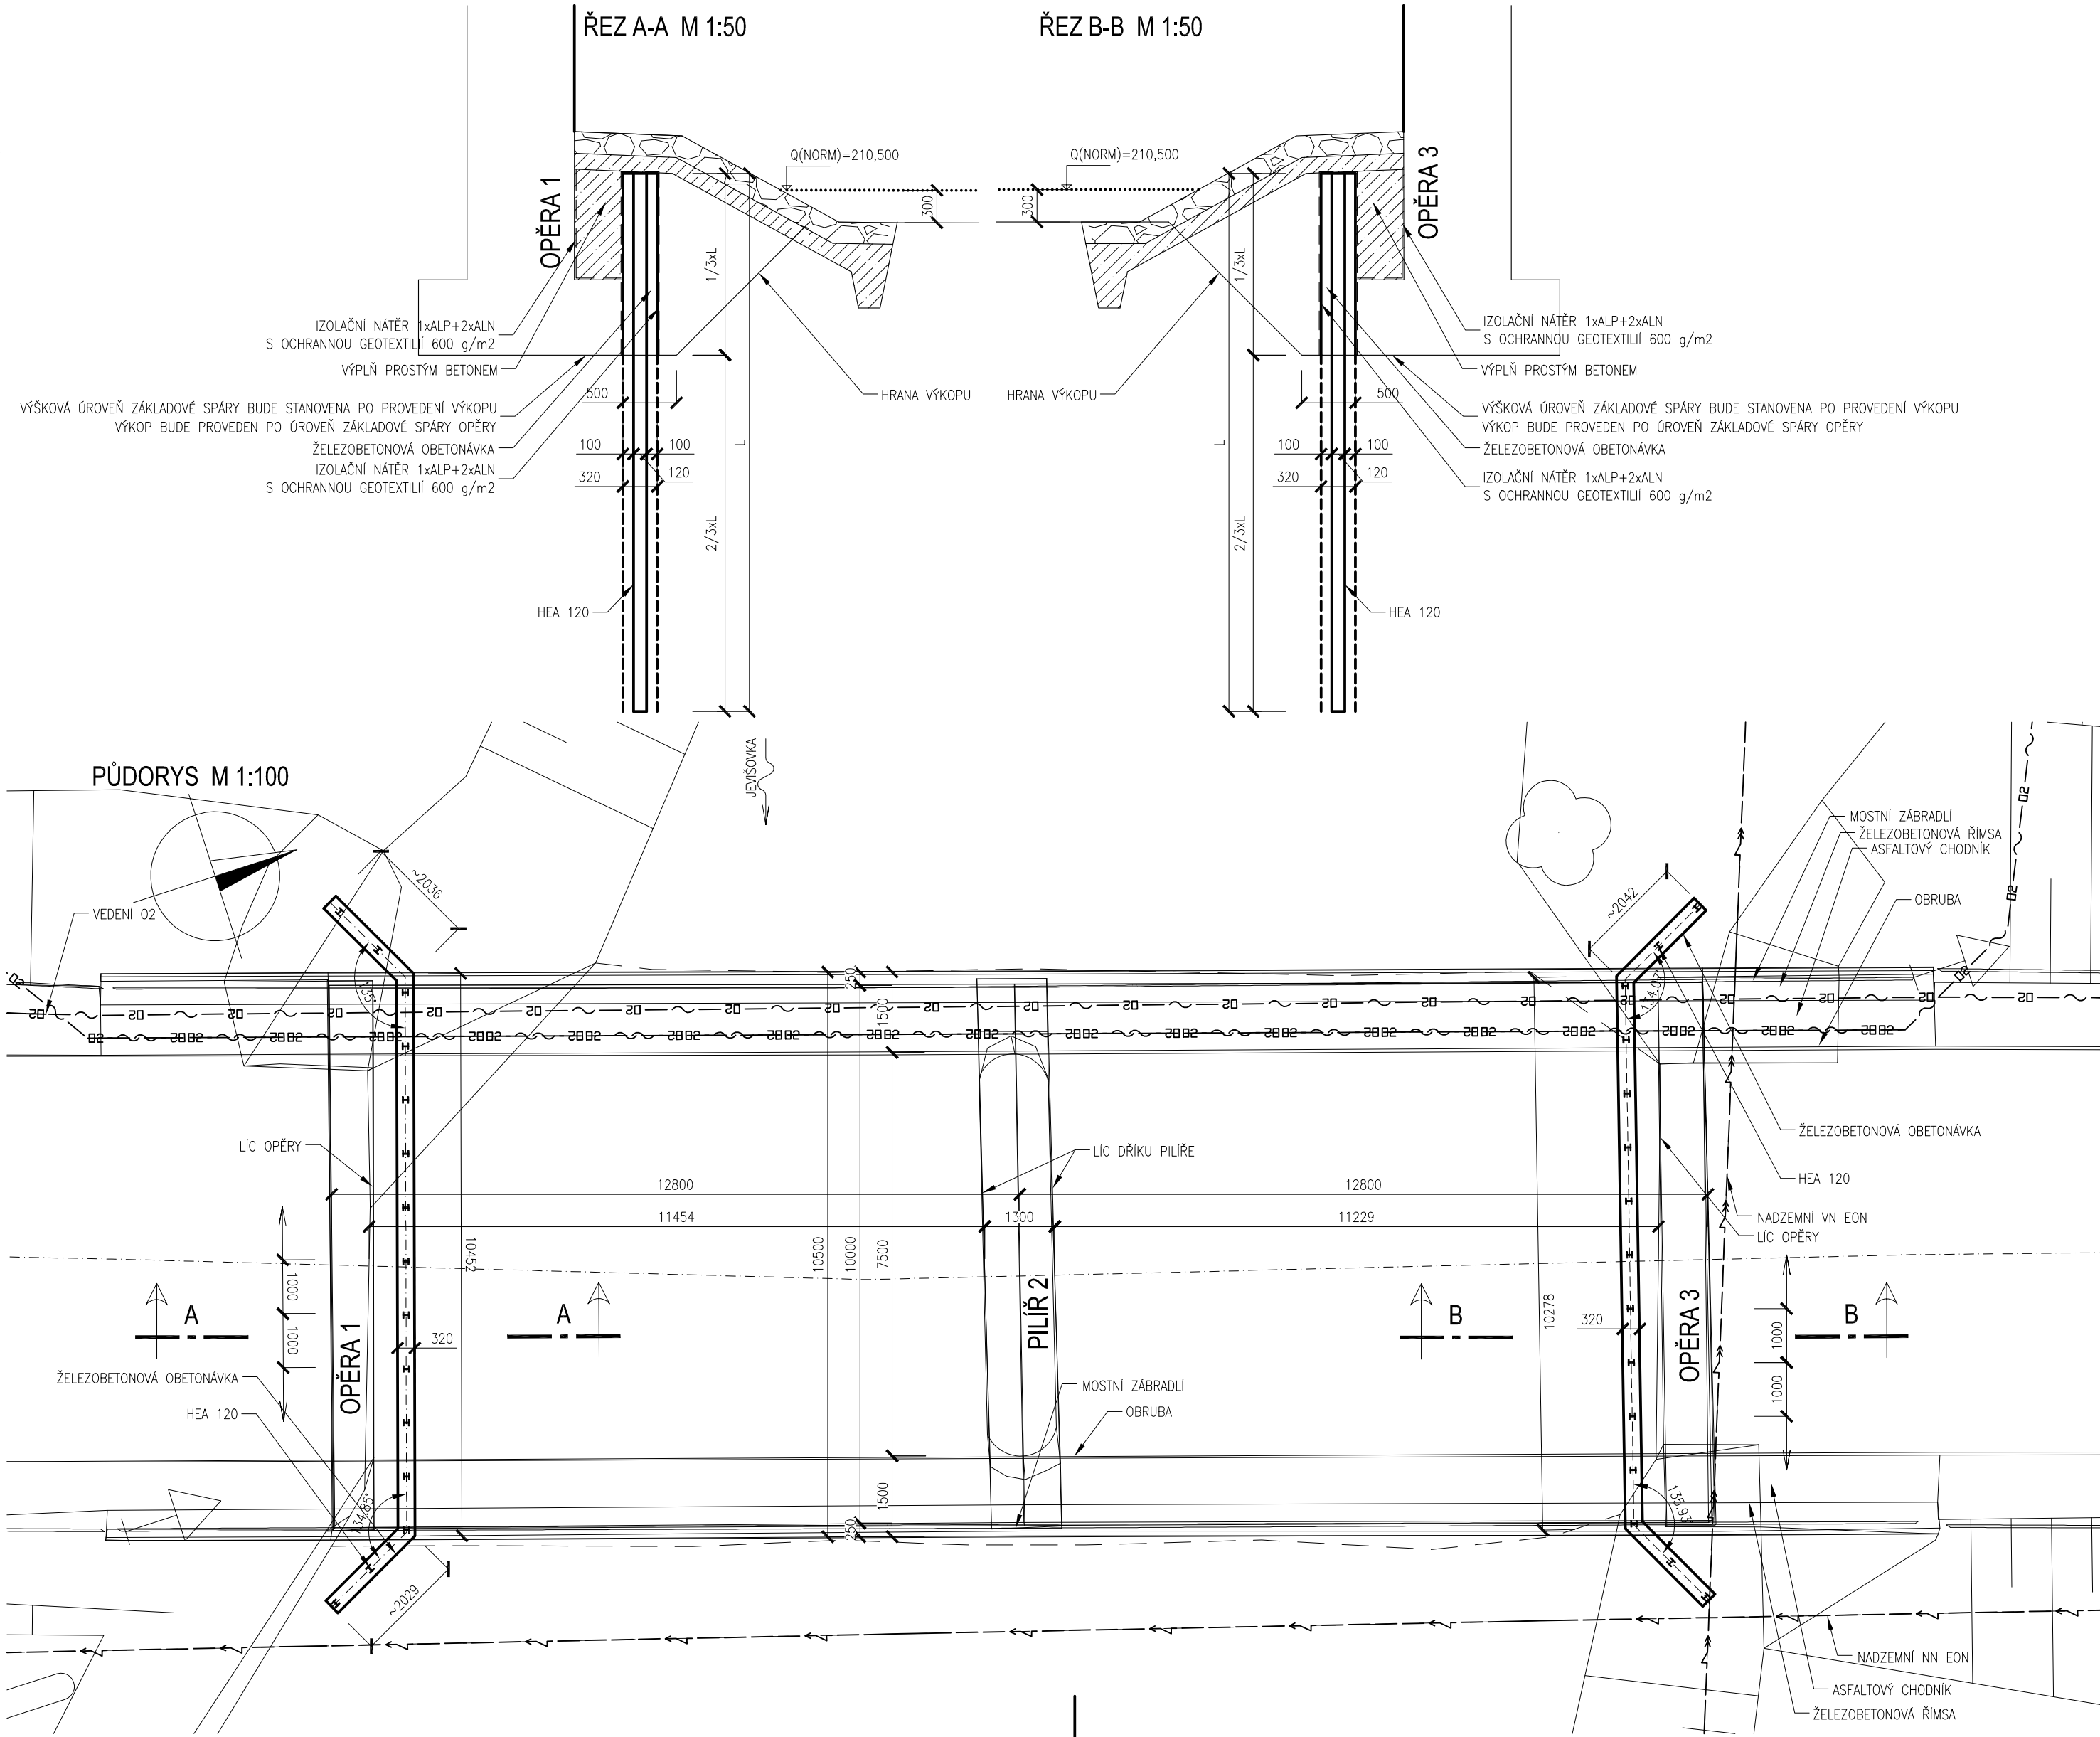 ŘEZ A-A  M 1:50
ŘEZ B-B  M 1:50
Q(NORM)=210,500
Q(NORM)=210,500
300
300
OPĚRA 1
OPĚRA 3
1/3xL
1/3xL
IZOLAČNÍ NÁTĚR 1xALP+2xALN
S OCHRANNOU GEOTEXTILIÍ 600 g/m2
VÝPLŇ PROSTÝM BETONEM
VÝŠKOVÁ ÚROVEŇ ZÁKLADOVÉ SPÁRY BUDE STANOVENA PO PROVEDENÍ VÝKOPU
VÝKOP BUDE PROVEDEN PO ÚROVEŇ ZÁKLADOVÉ SPÁRY OPĚRY
ŽELEZOBETONOVÁ OBETONÁVKA
IZOLAČNÍ NÁTĚR 1xALP+2xALN
S OCHRANNOU GEOTEXTILIÍ 600 g/m2
HRANA VÝKOPU
HRANA VÝKOPU
IZOLAČNÍ NÁTĚR 1xALP+2xALN
S OCHRANNOU GEOTEXTILIÍ 600 g/m2
VÝPLŇ PROSTÝM BETONEM
VÝŠKOVÁ ÚROVEŇ ZÁKLADOVÉ SPÁRY BUDE STANOVENA PO PROVEDENÍ VÝKOPU
VÝKOP BUDE PROVEDEN PO ÚROVEŇ ZÁKLADOVÉ SPÁRY OPĚRY
ŽELEZOBETONOVÁ OBETONÁVKA
IZOLAČNÍ NÁTĚR 1xALP+2xALN
S OCHRANNOU GEOTEXTILIÍ 600 g/m2
500
100
100
320
120
L
2/3xL
HEA 120
500
100
100
320
120
L
2/3xL
HEA 120
PŮDORYS  M 1:100
JEVIŠOVKA
VEDENÍ O2
~2036
~2042
MOSTNÍ ZÁBRADLÍ
ŽELEZOBETONOVÁ ŘÍMSA
ASFALTOVÝ CHODNÍK
OBRUBA
135°
134.07°
250
1500
LÍC OPĚRY
LÍC DŘÍKU PILÍŘE
ŽELEZOBETONOVÁ OBETONÁVKA
HEA 120
NADZEMNÍ VN EON
LÍC OPĚRY
12800
12800
11454
1300
11229
10452
10500
10000
7500
10278
1000
1000
A
A
B
B
1000
1000
320
320
OPĚRA 1
PILÍŘ 2
OPĚRA 3
ŽELEZOBETONOVÁ OBETONÁVKA
HEA 120
MOSTNÍ ZÁBRADLÍ
OBRUBA
1500
250
134.85°
135.93°
~2029
NADZEMNÍ NN EON
ASFALTOVÝ CHODNÍK
ŽELEZOBETONOVÁ ŘÍMSA